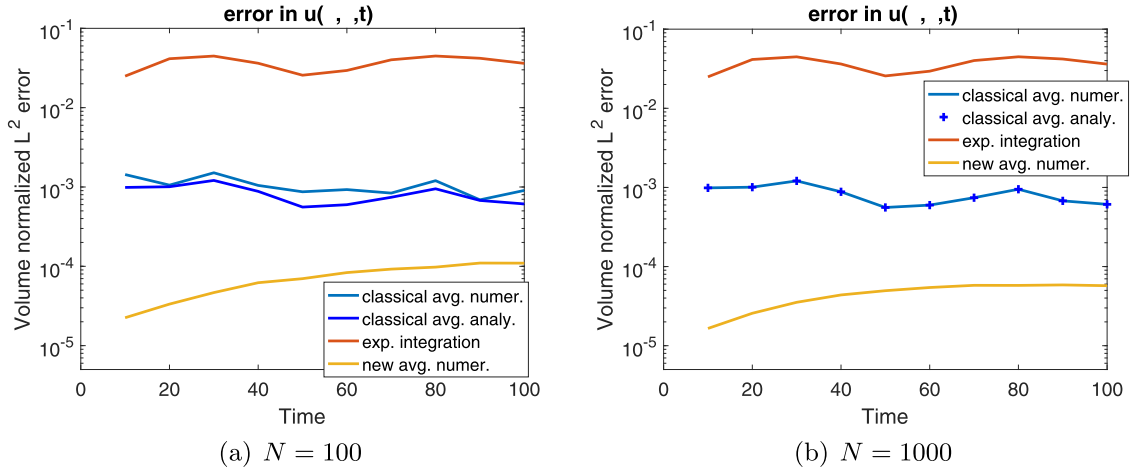 error in u( , ,t)
10^-1
10^-2
10^-3
10^-4
10^-5
Volume normalized L^2 error
classical avg. numer.
classical avg. analy.
exp. integration
new avg. numer.
0 20 40 60 80 100
Time
(a) N = 100
error in u( , ,t)
10^-1
10^-2
10^-3
10^-4
10^-5
Volume normalized L^2 error
classical avg. numer.
classical avg. analy.
exp. integration
new avg. numer.
0 20 40 60 80 100
Time
(b) N = 1000